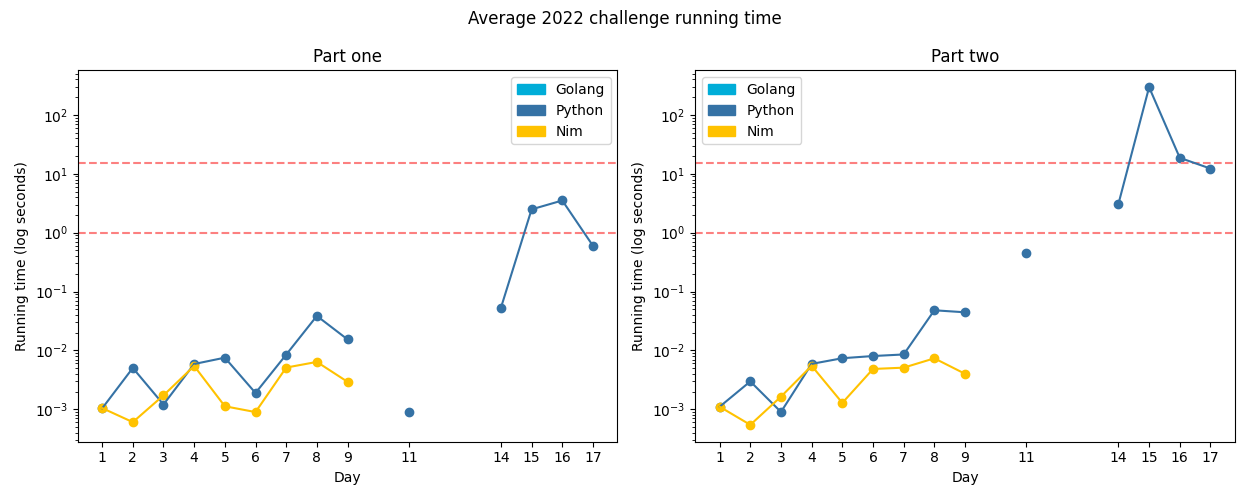 Average 2022 challenge running time
Part one
Golang
Python
Nim
Running time (log seconds)
10²
10¹
10⁰
10⁻¹
10⁻²
10⁻³
1 2 3 4 5 6 7 8 9 11 14 15 16 17
Day
Part two
Golang
Python
Nim
Running time (log seconds)
10²
10¹
10⁰
10⁻¹
10⁻²
10⁻³
1 2 3 4 5 6 7 8 9 11 14 15 16 17
Day